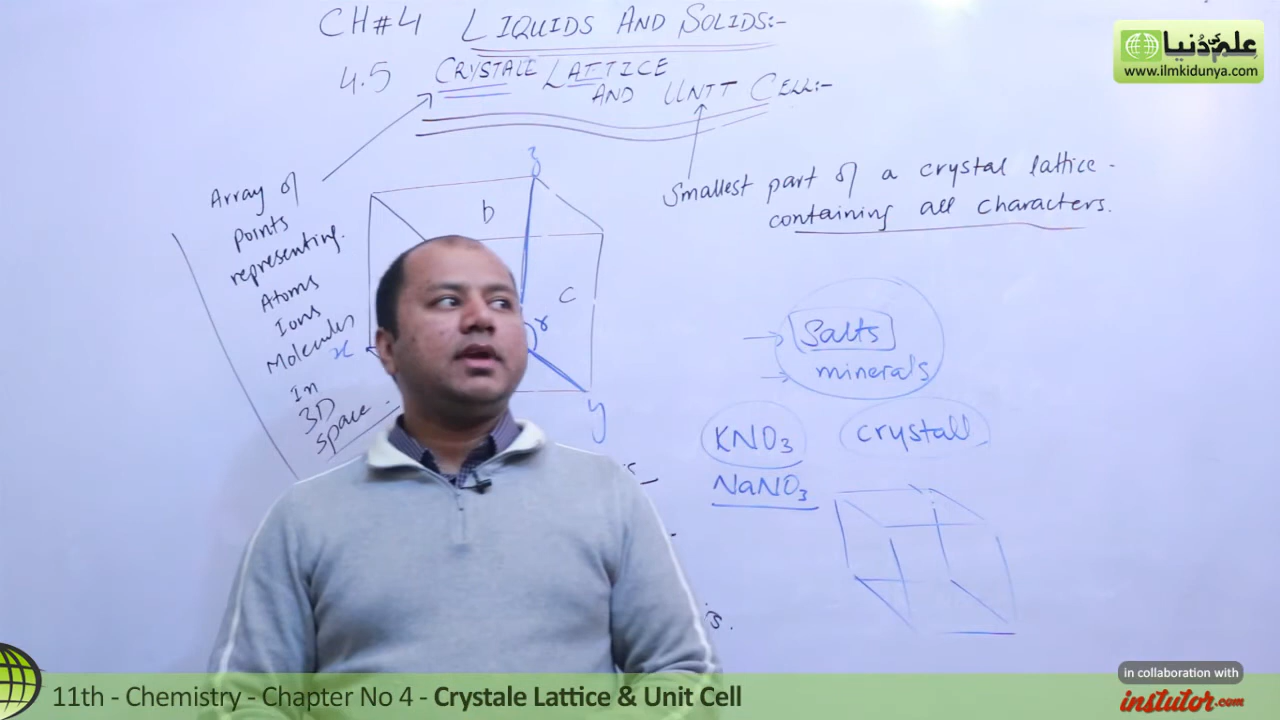 CH#4 LIQUIDS AND SOLIDS:-
4.5 CRYSTALE LATTICE
AND UNIT CELL:-
علم کی دنیا
www.ilmkidunya.com
Array of
Points
representing.
Atoms
Ions
Molecules
In
3D
space.
z
b
c
x
y
Smallest part of a crystal lattice.
containing all characters.
Salts
minerals
KNO3
crystall
NaNO3
is.
11th - Chemistry - Chapter No 4 - Crystale Lattice & Unit Cell
in collaboration with
instutor.com